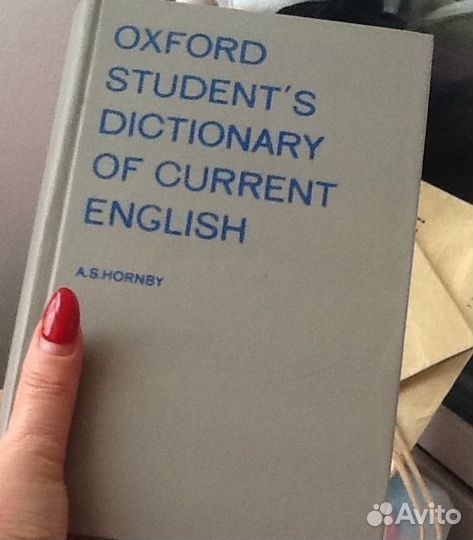 OXFORD
STUDENT'S
DICTIONARY
OF CURRENT
ENGLISH
A.S.HORNBY
Avito